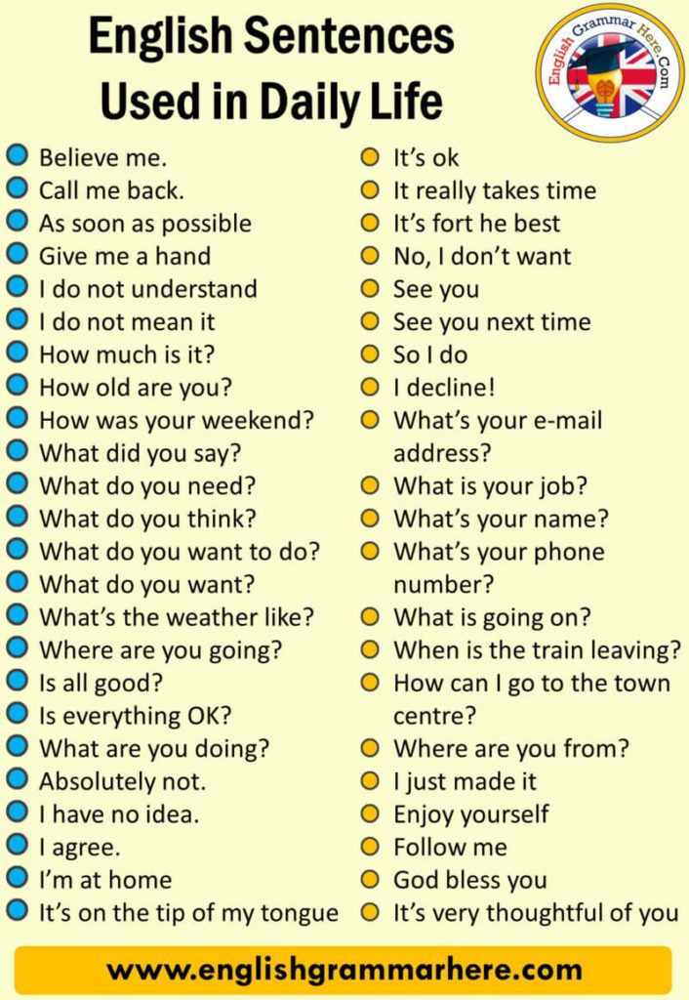 English Sentences
Used in Daily Life
English Grammar Here.Com
Believe me.
Call me back.
As soon as possible
Give me a hand
I do not understand
I do not mean it
How much is it?
How old are you?
How was your weekend?
What did you say?
What do you need?
What do you think?
What do you want to do?
What do you want?
What's the weather like?
Where are you going?
Is all good?
Is everything OK?
What are you doing?
Absolutely not.
I have no idea.
I agree.
I'm at home
It's on the tip of my tongue
It's ok
It really takes time
It's fort he best
No, I don't want
See you
See you next time
So I do
I decline!
What's your e-mail
address?
What is your job?
What's your name?
What's your phone
number?
What is going on?
When is the train leaving?
How can I go to the town
centre?
Where are you from?
I just made it
Enjoy yourself
Follow me
God bless you
It's very thoughtful of you
www.englishgrammarhere.com